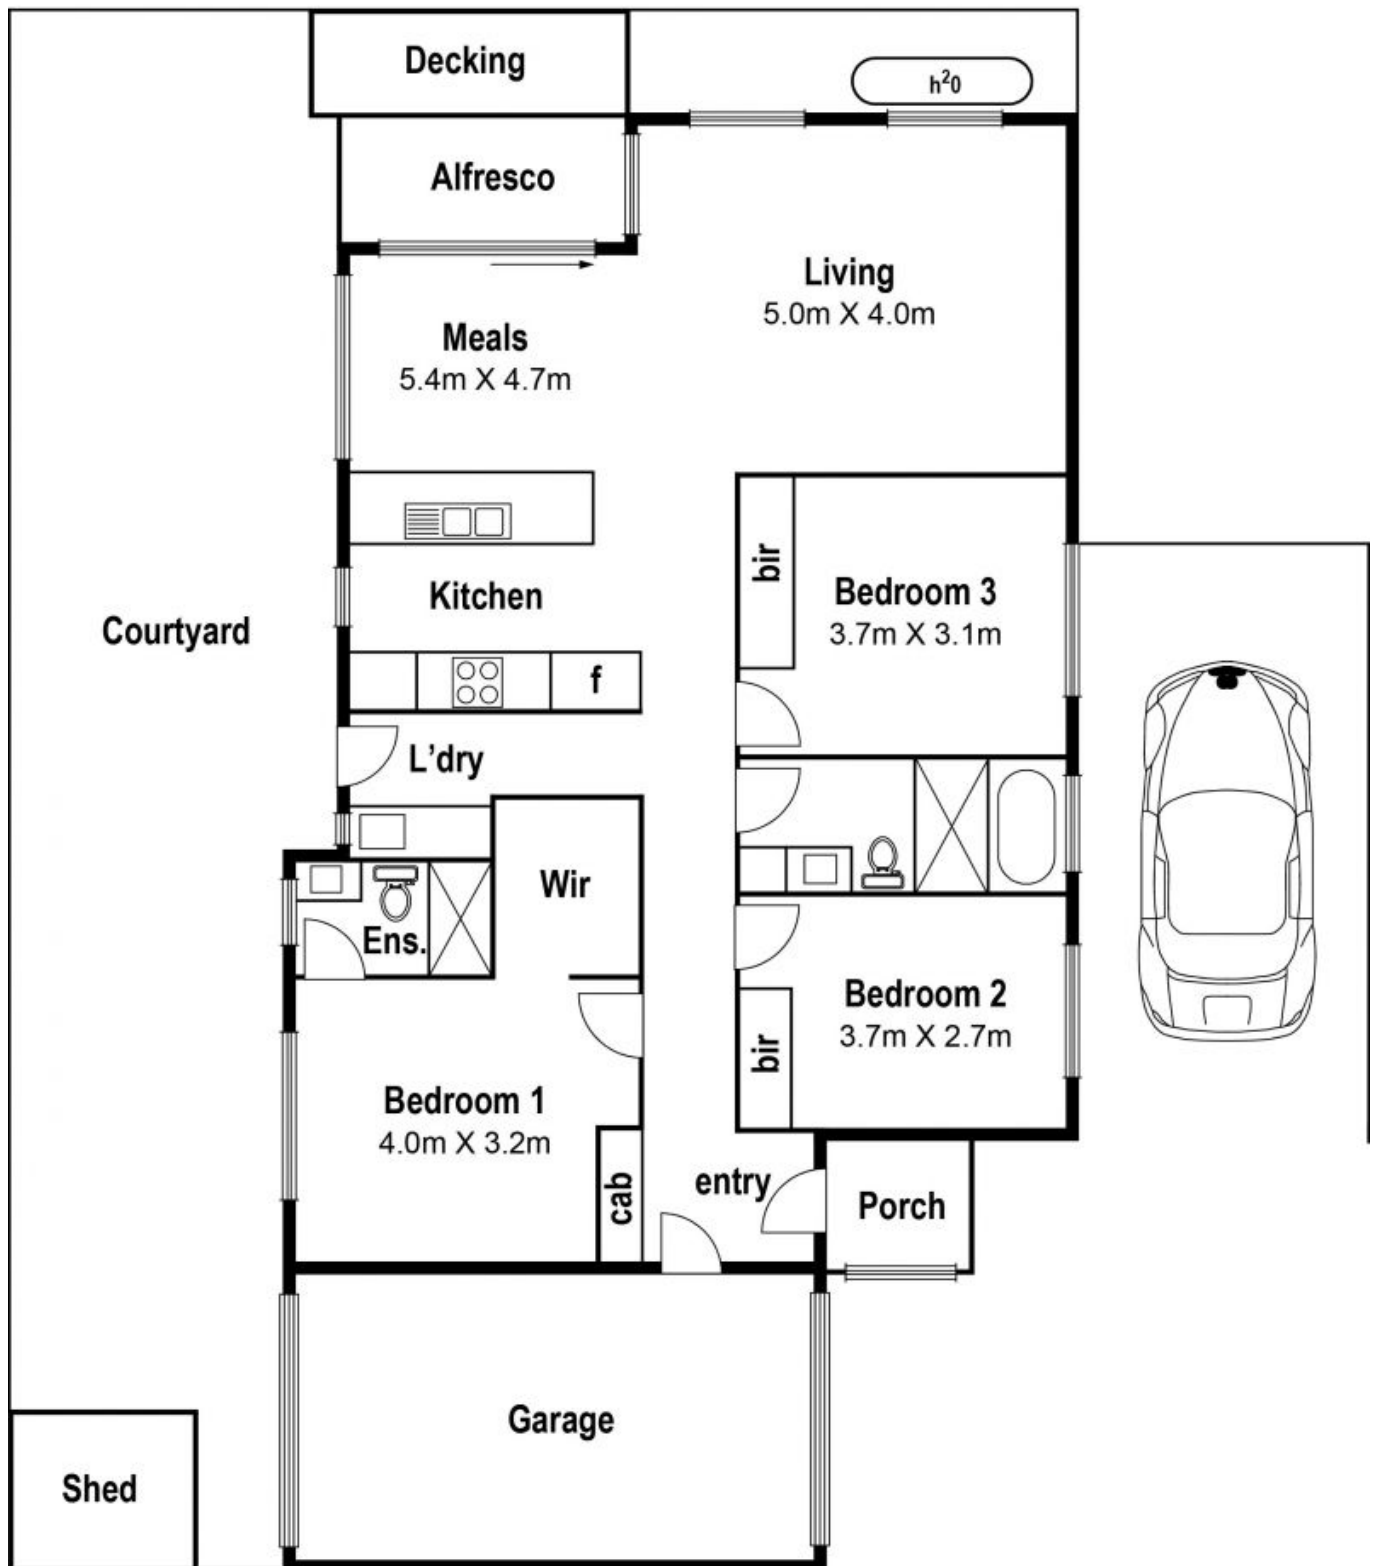 Decking
h²0
Alfresco
Living
5.0m X 4.0m
Meals
5.4m X 4.7m
bir
Bedroom 3
3.7m X 3.1m
Kitchen
Courtyard
f
L'dry
Wir
Ens.
Bedroom 2
3.7m X 2.7m
bir
Bedroom 1
4.0m X 3.2m
cab
entry
Porch
Garage
Shed